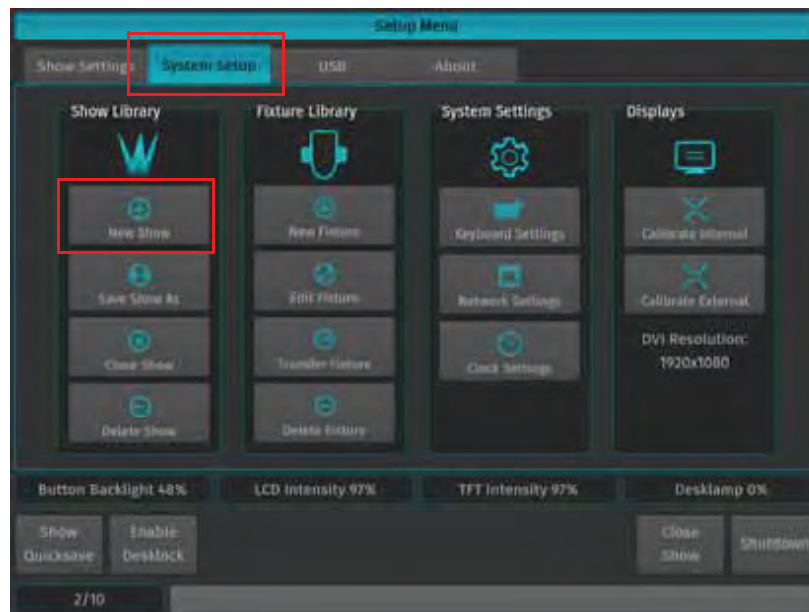 Setup Menu
Show Settings System Setup USB About
Show Library Fixture Library System Settings Displays
New Show New Fixture Keyboard Settings Calibrate Internal
Save Show As Edit Fixture Network Settings Calibrate External
Close Show Transfer Fixture Clock Settings DVI Resolution:
1920x1080
Delete Show Delete Fixture
Button Backlight 48% LCD Intensity 97% TFT Intensity 97% Desklamp 0%
Show Enable Close Shutdown
Quicksave Desklock Show
2/10